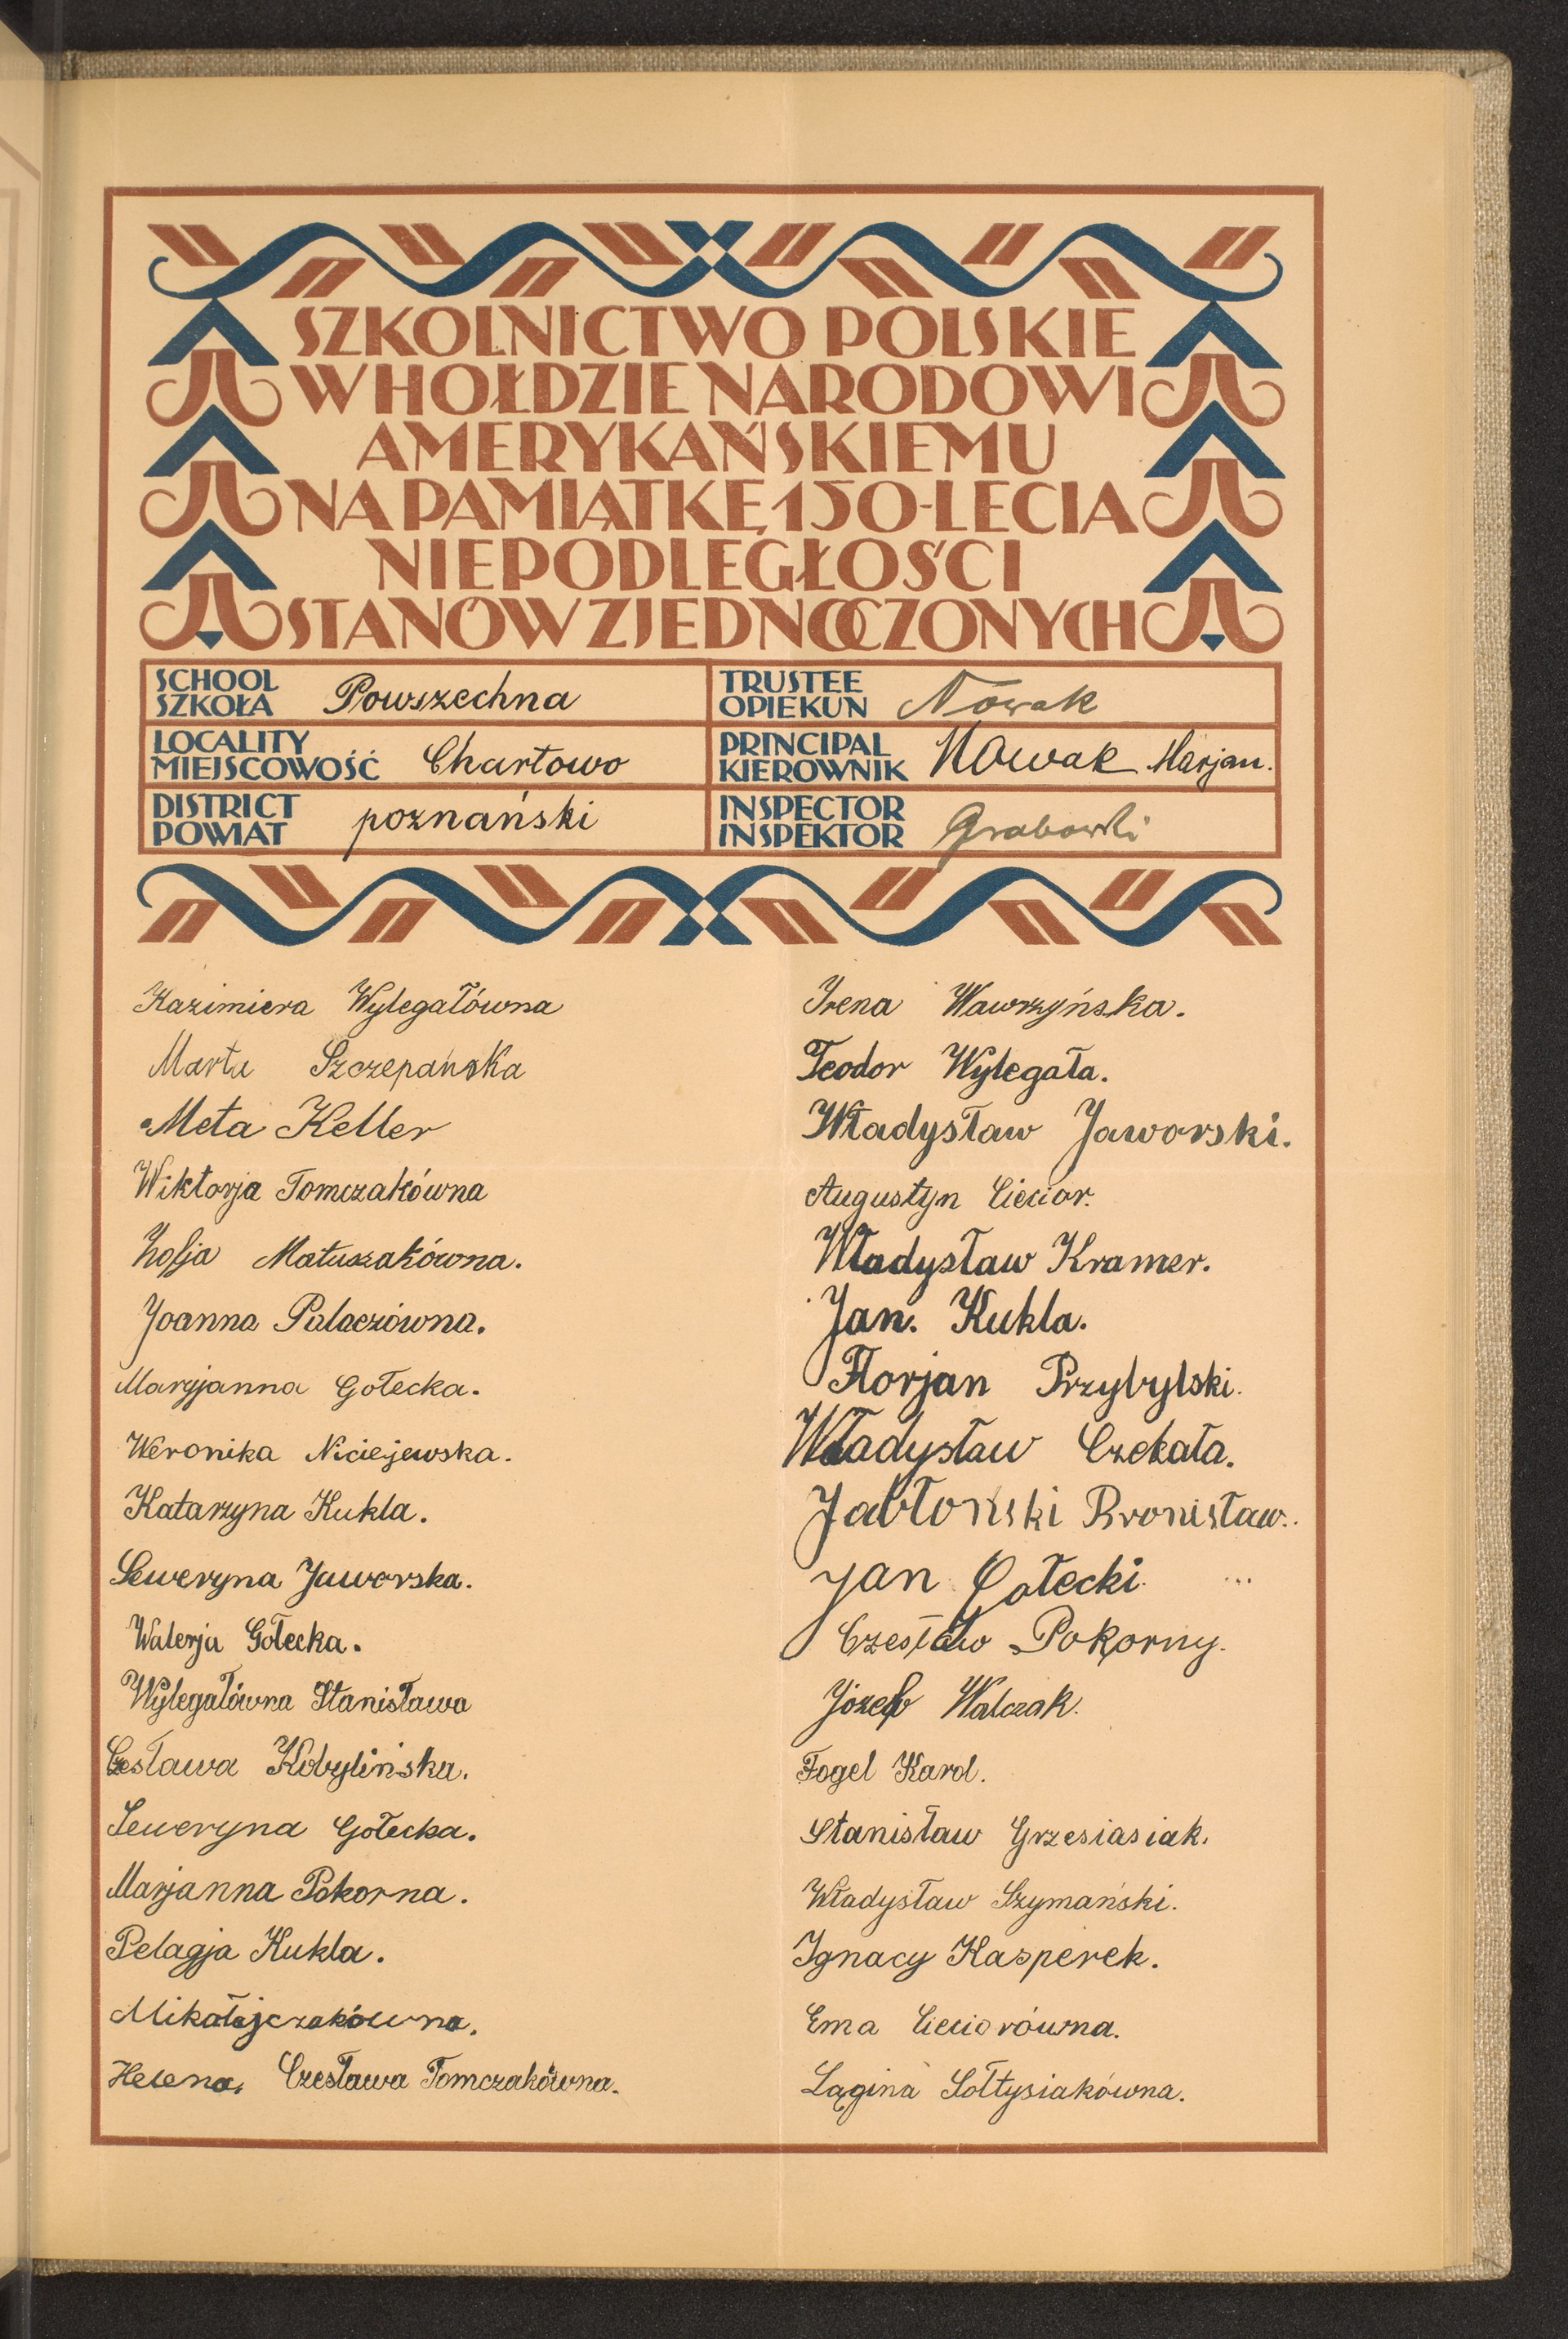 SZKOLNICTWO POLSKIE
W HOŁDZIE NARODOWI
AMERYKAŃSKIEMU
NA PAMIĄTKĘ 150-LECIA
NIEPODLEGŁOŚCI
STANÓW ZJEDNOCZONYCH
SCHOOL
SZKOŁA Powszechna
LOCALITY
MIEJSCOWOŚĆ Chartowo
DISTRICT
POWIAT poznański
TRUSTEE
OPIEKUN Nowak
PRINCIPAL
KIEROWNIK Nowak Marjan.
INSPECTOR
INSPEKTOR Grabowski
Kazimiera Wylegałówna
Marta Szczepańska
Meta Keller
Wiktorja Tomczakówna
Zofja Matuszakówna.
Joanna Palaczówna.
Maryjanna Gołecka.
Weronika Niciejewska.
Katarzyna Kukla.
Seweryna Jaworska.
Walerja Gołecka.
Wylegałówna Stanisława
Czesława Kobylińska.
Seweryna Gołecka.
Marjanna Pokorna.
Pelagja Kukla.
Mikołajczakówna.
Helena. Czesława Tomczakówna.
Irena Wawrzyńska.
Teodor Wylegała.
Władysław Jaworski.
Augustyn Ciecior.
Władysław Kramer.
Jan. Kukla.
Florjan Przybylski.
Władysław Czekała.
Jabłoński Bronisław.
Jan Gołecki.
Czesław Pokorny.
Józef Walczak.
Fogel Karol.
Stanisław Grzesiasiak.
Władysław Szymański.
Ignacy Kasperek.
Ema Cieciorówna.
Lągina Sołtysiakówna.